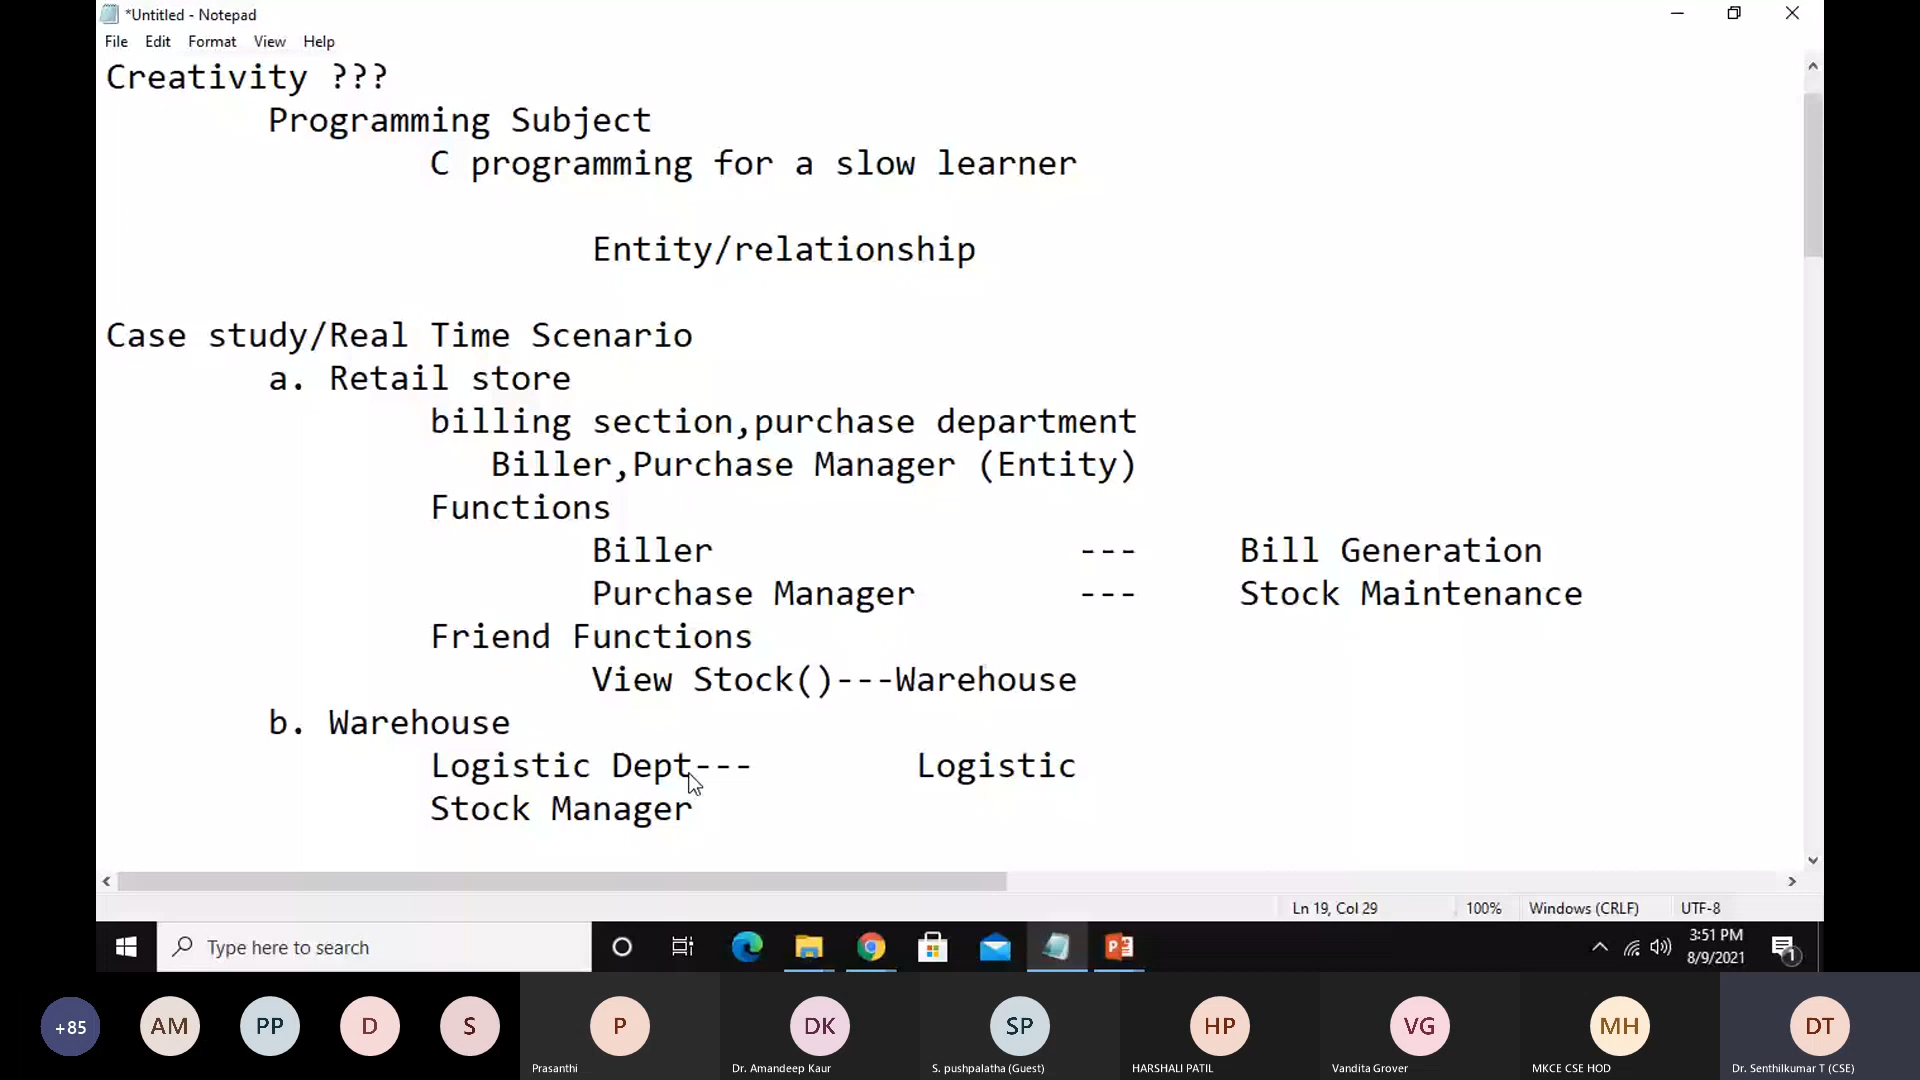 *Untitled - Notepad
File Edit Format View Help
Creativity ???
Programming Subject
C programming for a slow learner
Entity/relationship
Case study/Real Time Scenario
a. Retail store
billing section,purchase department
Biller,Purchase Manager (Entity)
Functions
Biller --- Bill Generation
Purchase Manager --- Stock Maintenance
Friend Functions
View Stock()---Warehouse
b. Warehouse
Logistic Dept--- Logistic
Stock Manager
Ln 19, Col 29 100% Windows (CRLF) UTF-8
Type here to search
3:51 PM
8/9/2021
1
+85 AM PP D S P DK SP HP VG MH DT
Prasanthi Dr. Amandeep Kaur S. pushpalatha (Guest) HARSHALI PATIL Vandita Grover MKCE CSE HOD Dr. Senthilkumar T (CSE)